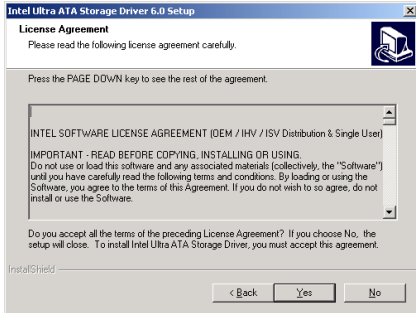 Intel Ultra ATA Storage Driver 6.0 Setup
License Agreement
Please read the following license agreement carefully.
Press the PAGE DOWN key to see the rest of the agreement.
INTEL SOFTWARE LICENSE AGREEMENT (OEM / IHV / ISV Distribution & Single User)
IMPORTANT - READ BEFORE COPYING, INSTALLING OR USING.
Do not use or load this software and any associated materials (collectively, the "Software")
until you have carefully read the following terms and conditions. By loading or using the
Software, you agree to the terms of this Agreement. If you do not wish to so agree, do not
install or use the Software.
Do you accept all the terms of the preceding License Agreement? If you choose No, the
setup will close. To install Intel Ultra ATA Storage Driver, you must accept this agreement.
InstallShield
< Back
Yes
No